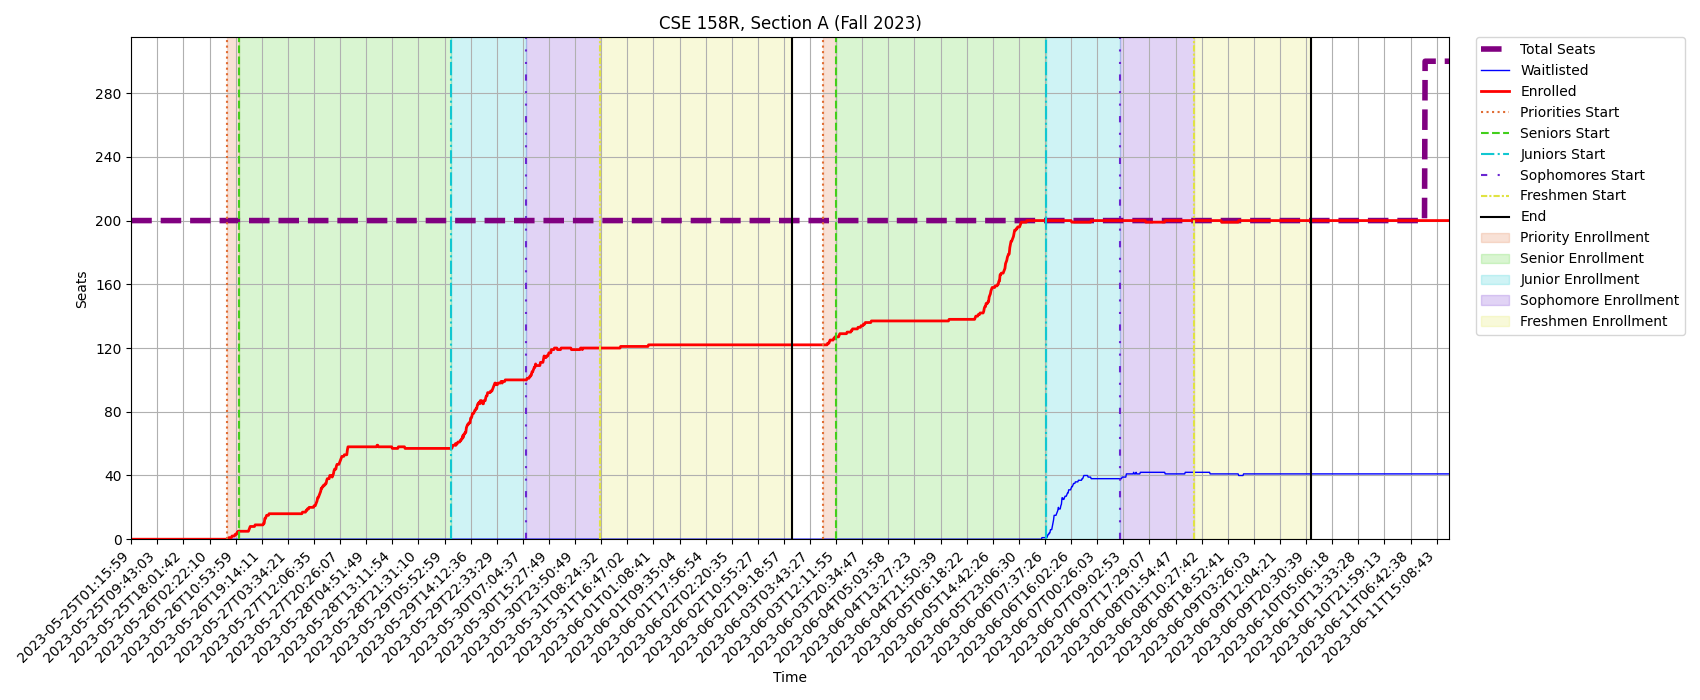 CSE 158R, Section A (Fall 2023)
Total Seats
Waitlisted
Enrolled
Priorities Start
Seniors Start
Juniors Start
Sophomores Start
Freshmen Start
End
Priority Enrollment
Senior Enrollment
Junior Enrollment
Sophomore Enrollment
Freshmen Enrollment
Seats
280
240
200
160
120
80
40
0
2023-05-25T01:15:59
2023-05-25T09:43:03
2023-05-25T18:01:42
2023-05-26T02:22:10
2023-05-26T10:53:59
2023-05-26T19:14:11
2023-05-27T03:34:21
2023-05-27T12:06:35
2023-05-27T20:26:07
2023-05-28T04:51:49
2023-05-28T13:11:54
2023-05-28T21:31:10
2023-05-29T05:52:59
2023-05-29T14:12:36
2023-05-29T22:33:29
2023-05-30T07:04:37
2023-05-30T15:27:49
2023-05-30T23:50:49
2023-05-31T08:24:32
2023-05-31T16:47:02
2023-06-01T01:08:41
2023-06-01T09:35:04
2023-06-01T17:56:54
2023-06-02T02:20:35
2023-06-02T10:55:27
2023-06-02T19:18:57
2023-06-03T03:43:27
2023-06-03T12:11:55
2023-06-03T20:34:47
2023-06-04T05:03:58
2023-06-04T13:27:23
2023-06-04T21:50:39
2023-06-05T06:18:22
2023-06-05T14:42:26
2023-06-05T23:06:30
2023-06-06T07:37:26
2023-06-06T16:02:26
2023-06-07T00:26:03
2023-06-07T09:02:53
2023-06-07T17:29:07
2023-06-08T01:54:47
2023-06-08T10:27:42
2023-06-08T18:52:41
2023-06-09T03:26:03
2023-06-09T12:04:21
2023-06-09T20:30:39
2023-06-10T05:06:18
2023-06-10T13:33:28
2023-06-10T21:59:13
2023-06-11T06:42:38
2023-06-11T15:08:43
Time